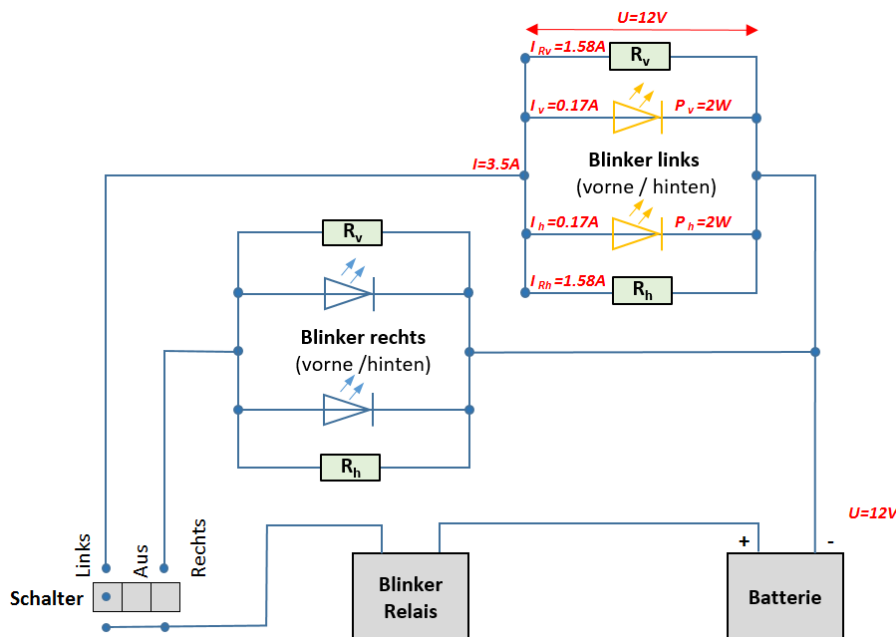 U=12V
I Rv=1.58A
Rv
I v=0.17A
P v=2W
I=3.5A
Blinker links
(vorne / hinten)
I h=0.17A
P h=2W
I Rh=1.58A
Rh
Rv
Blinker rechts
(vorne /hinten)
Rh
U=12V
Links
Aus
Rechts
+
-
Schalter
Blinker
Relais
Batterie